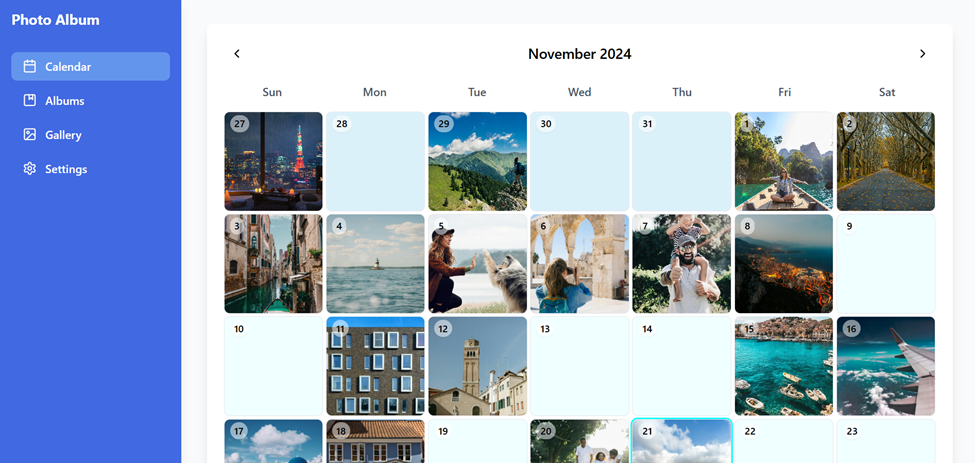 Photo Album
Calendar
Albums
Gallery
Settings
November 2024
Sun Mon Tue Wed Thu Fri Sat
27 28 29 30 31 1 2
3 4 5 6 7 8 9
10 11 12 13 14 15 16
17 18 19 20 21 22 23